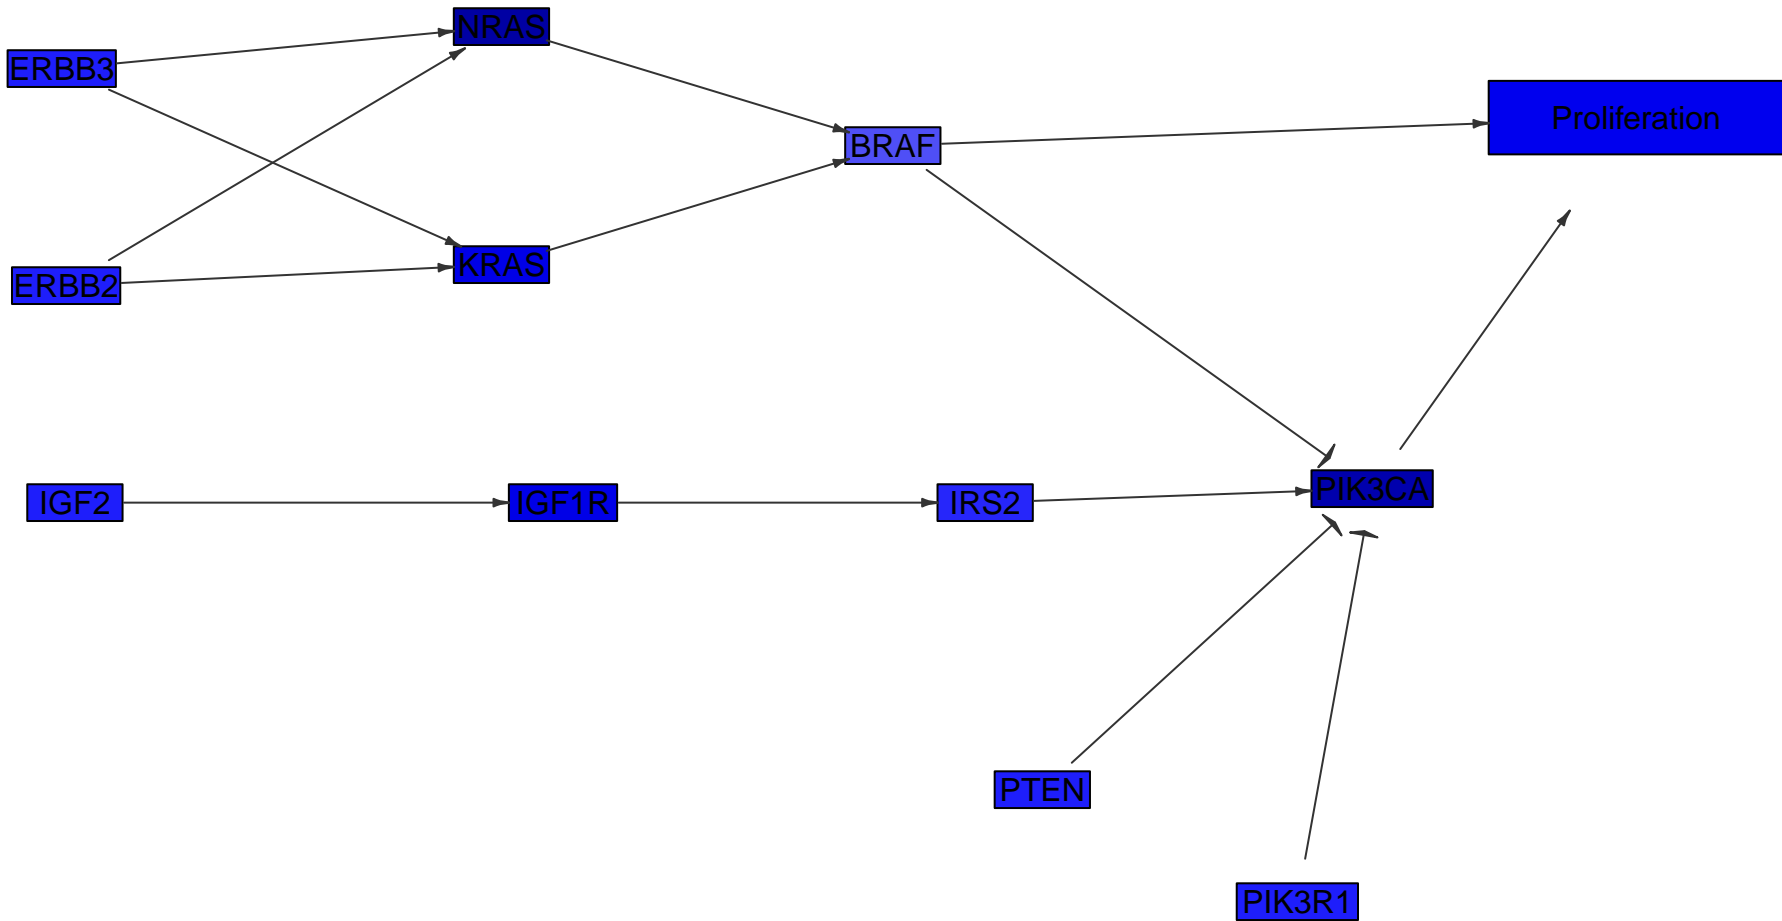 NRAS
ERBB3
Proliferation
BRAF
KRAS
ERBB2
IGF2
IGF1R
IRS2
PIK3CA
PTEN
PIK3R1